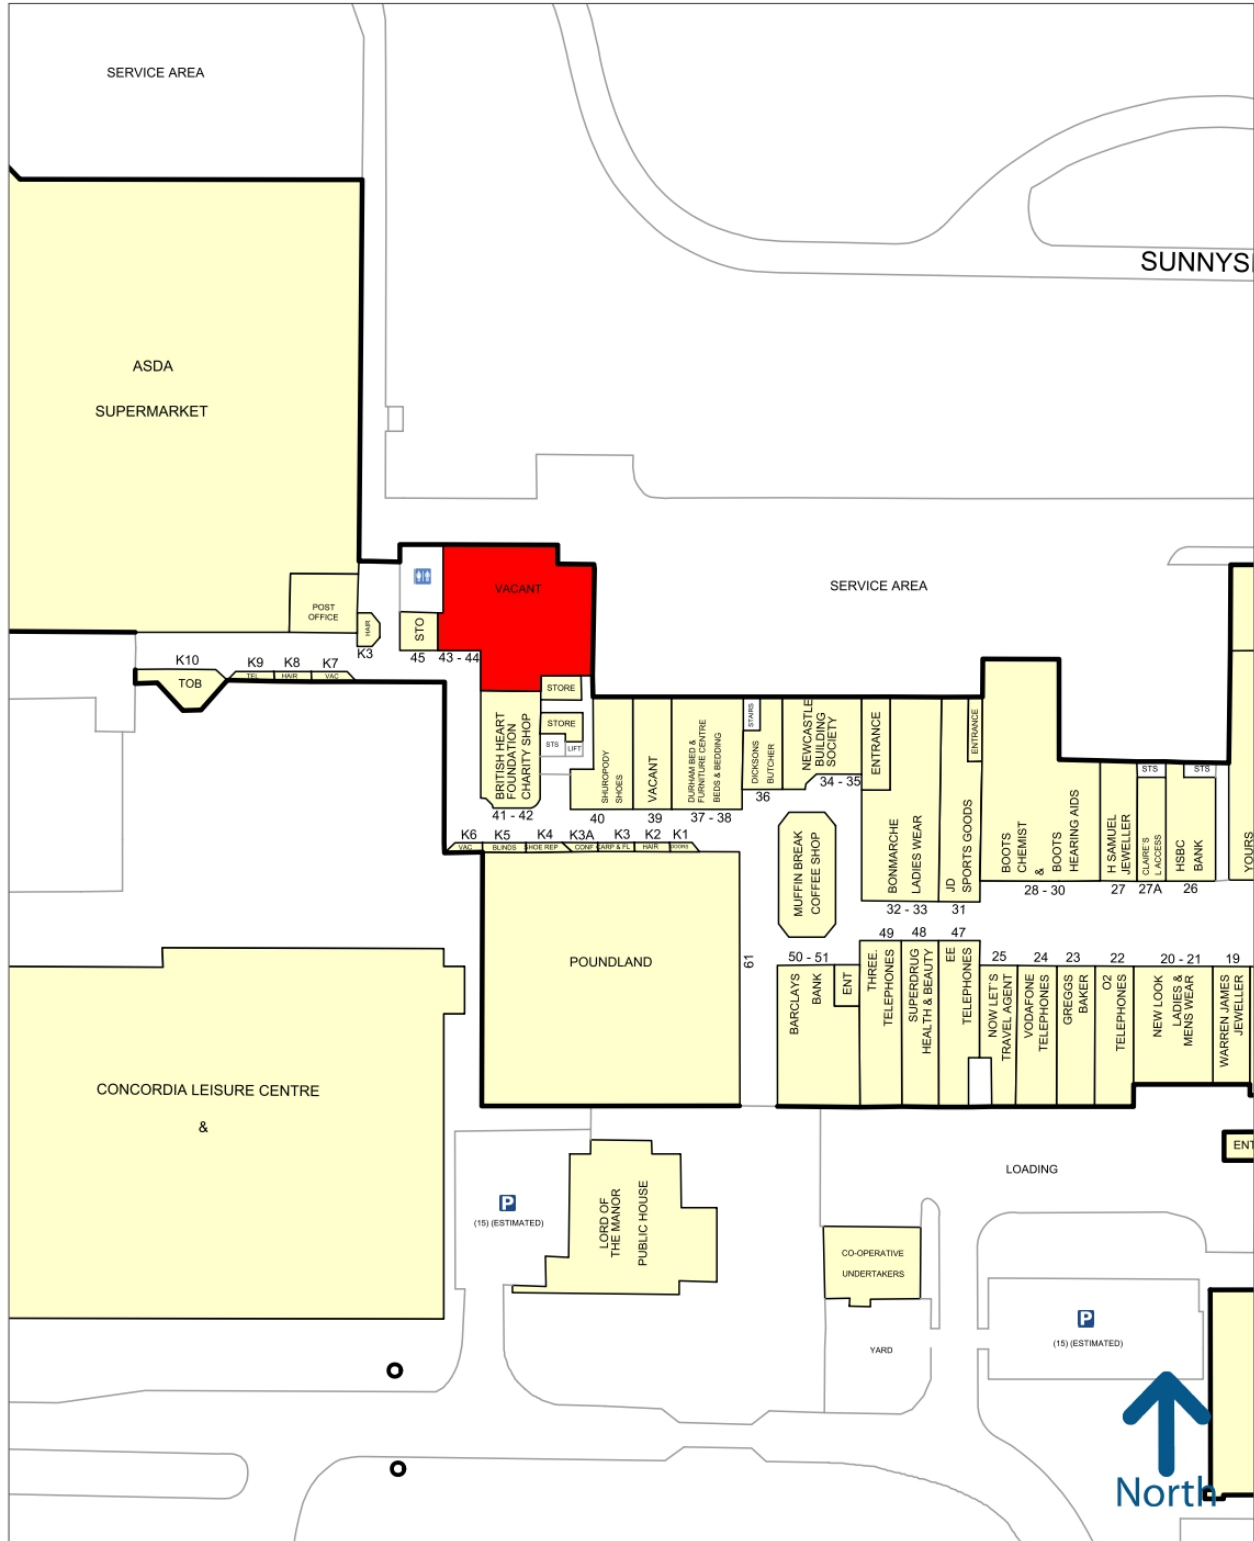 SERVICE AREA
SUNNYSI
ASDA
SUPERMARKET
VACANT
SERVICE AREA
POST
OFFICE
HAIR
K3
STO
45
43 - 44
K10
K9
K8
K7
TOB
TEL
HAIR
VAC
STORE
STORE
STS
LIFT
BRITISH HEART
FOUNDATION
CHARITY SHOP
41 - 42
SHUROPODY
SHOES
40
VACANT
39
DURHAM BED &
FURNITURE CENTRE
BEDS & BEDDING
37 - 38
STAIRS
DICKSONS
BUTCHER
36
NEWCASTLE
BUILDING
SOCIETY
34 - 35
ENTRANCE
BONMARCHE
LADIES WEAR
32 - 33
ENTRANCE
JD
SPORTS GOODS
31
BOOTS
CHEMIST
&
BOOTS
HEARING AIDS
28 - 30
H SAMUEL
JEWELLER
27
STS
CLAIRE'S
L ACCESS
27A
STS
HSBC
BANK
26
YOURS
K6
K5
K4
K3A
K3
K2
K1
VAC
BLINDS
SHOE REP
CONF
CARP & FL
HAIR
DOORS
MUFFIN BREAK
COFFEE SHOP
POUNDLAND
61
50 - 51
BARCLAYS
BANK
ENT
49
THREE.
TELEPHONES
48
SUPERDRUG
HEALTH & BEAUTY
47
EE
TELEPHONES
25
NOW LET'S
TRAVEL AGENT
24
VODAFONE
TELEPHONES
23
GREGGS
BAKER
22
O2
TELEPHONES
20 - 21
NEW LOOK
LADIES &
MENS WEAR
19
WARREN JAMES
JEWELLER
CONCORDIA LEISURE CENTRE
&
ENT
LOADING
P
(15) (ESTIMATED)
LORD OF
THE MANOR
PUBLIC HOUSE
CO-OPERATIVE
UNDERTAKERS
YARD
P
(15) (ESTIMATED)
North